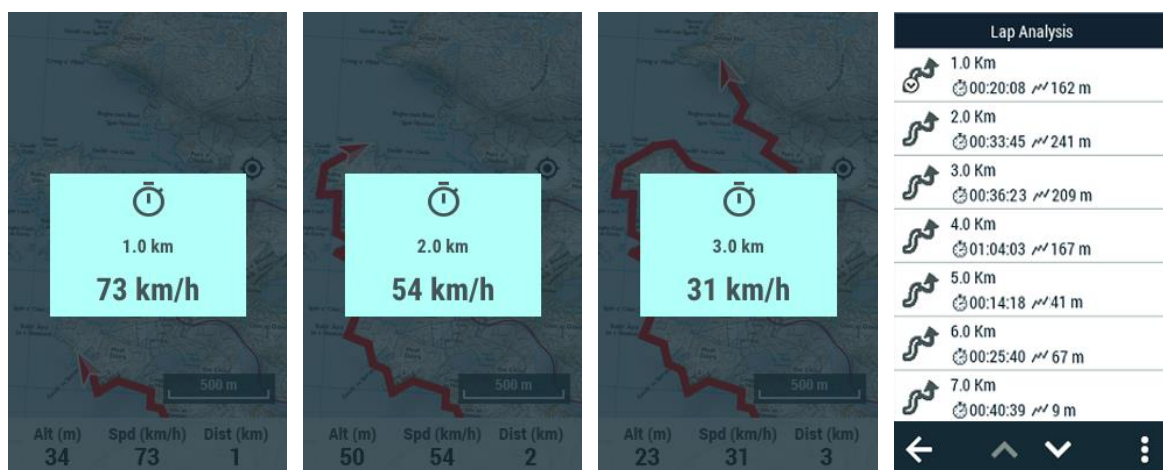 1.0 km
73 km/h
500 m
Alt (m) Spd (km/h) Dist (km)
34 73 1
2.0 km
54 km/h
500 m
Alt (m) Spd (km/h) Dist (km)
50 54 2
3.0 km
31 km/h
500 m
Alt (m) Spd (km/h) Dist (km)
23 31 3
Lap Analysis
1.0 Km
00:20:08 162 m
2.0 Km
00:33:45 241 m
3.0 Km
00:36:23 209 m
4.0 Km
01:04:03 167 m
5.0 Km
00:14:18 41 m
6.0 Km
00:25:40 67 m
7.0 Km
00:40:39 9 m